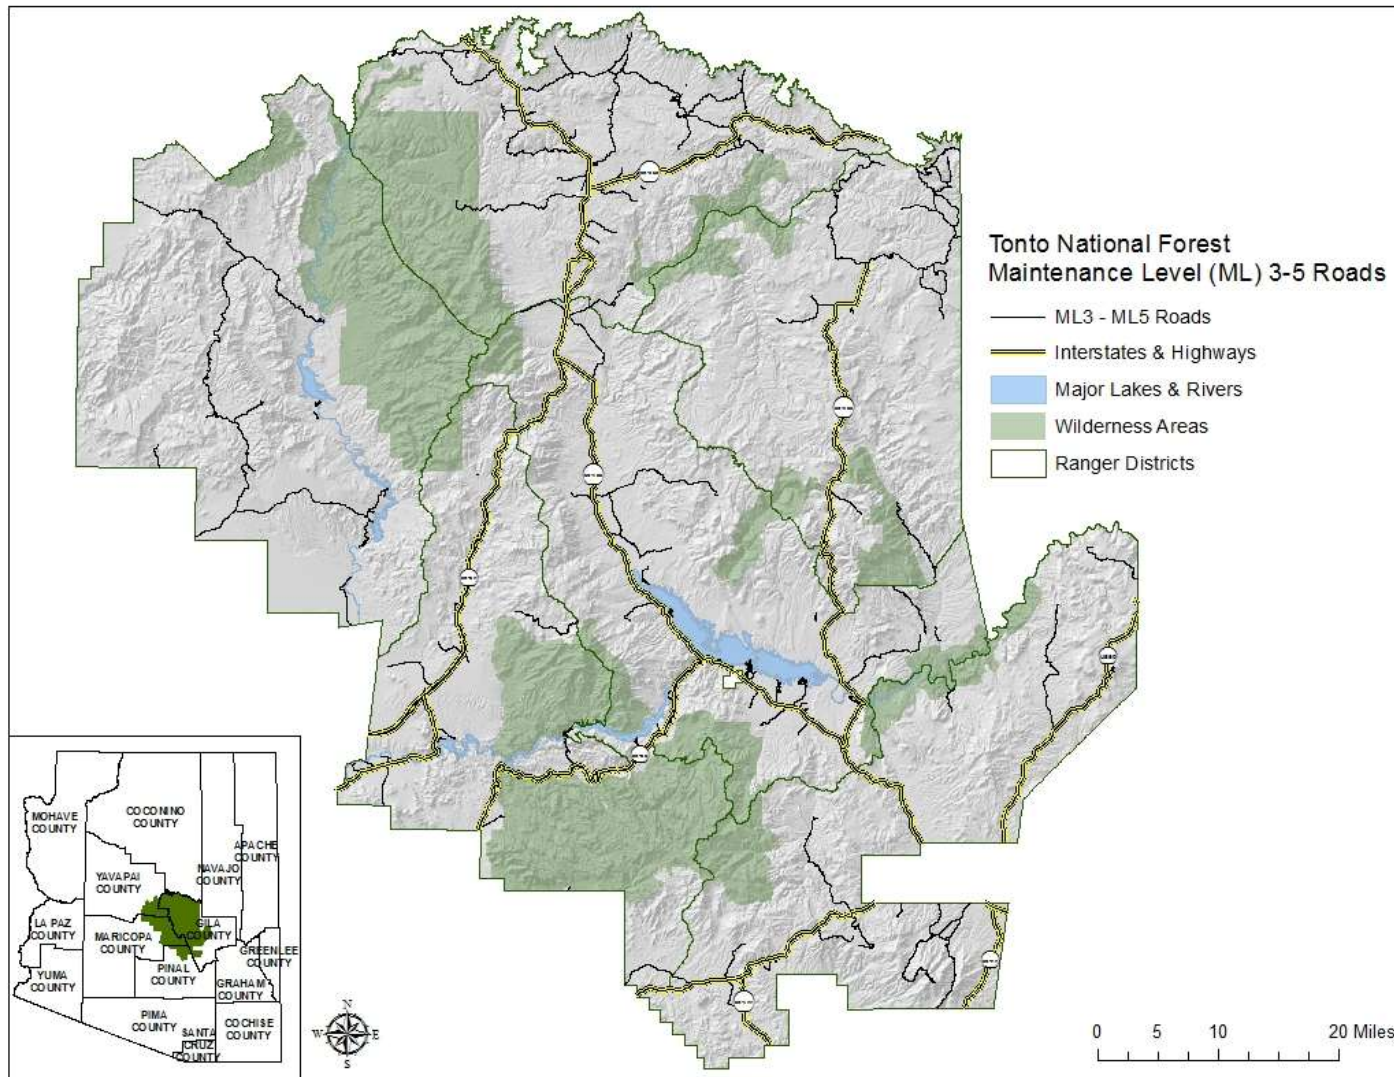 Tonto National Forest
Maintenance Level (ML) 3-5 Roads
ML3 - ML5 Roads
Interstates & Highways
Major Lakes & Rivers
Wilderness Areas
Ranger Districts
MOHAVE
COUNTY
COCONINO
COUNTY
APACHE
COUNTY
NAVAJO
COUNTY
YAVAPAI
COUNTY
LA PAZ
COUNTY
MARICOPA
COUNTY
GILA
COUNTY
GREENLEE
COUNTY
YUMA
COUNTY
PINAL
COUNTY
GRAHAM
COUNTY
PIMA
COUNTY
SANTA
CRUZ
COUNTY
COCHISE
COUNTY
N
W E
S
0 5 10 20 Miles